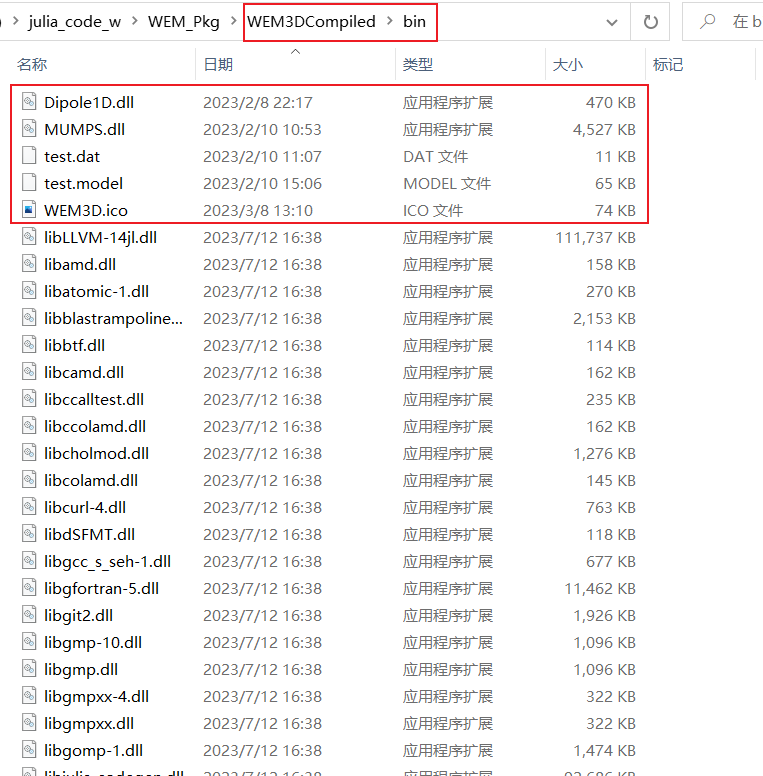 ) › julia_code_w › WEM_Pkg › WEM3DCompiled › bin 在 b
名称 日期 类型 大小 标记
Dipole1D.dll 2023/2/8 22:17 应用程序扩展 470 KB
MUMPS.dll 2023/2/10 10:53 应用程序扩展 4,527 KB
test.dat 2023/2/10 11:07 DAT 文件 11 KB
test.model 2023/2/10 15:06 MODEL 文件 65 KB
WEM3D.ico 2023/3/8 13:10 ICO 文件 74 KB
libLLVM-14jl.dll 2023/7/12 16:38 应用程序扩展 111,737 KB
libamd.dll 2023/7/12 16:38 应用程序扩展 158 KB
libatomic-1.dll 2023/7/12 16:38 应用程序扩展 270 KB
libblastrampoline... 2023/7/12 16:38 应用程序扩展 2,153 KB
libbtf.dll 2023/7/12 16:38 应用程序扩展 114 KB
libcamd.dll 2023/7/12 16:38 应用程序扩展 162 KB
libccalltest.dll 2023/7/12 16:38 应用程序扩展 235 KB
libccolamd.dll 2023/7/12 16:38 应用程序扩展 162 KB
libcholmod.dll 2023/7/12 16:38 应用程序扩展 1,276 KB
libcolamd.dll 2023/7/12 16:38 应用程序扩展 145 KB
libcurl-4.dll 2023/7/12 16:38 应用程序扩展 763 KB
libdSFMT.dll 2023/7/12 16:38 应用程序扩展 118 KB
libgcc_s_seh-1.dll 2023/7/12 16:38 应用程序扩展 677 KB
libgfortran-5.dll 2023/7/12 16:38 应用程序扩展 11,462 KB
libgit2.dll 2023/7/12 16:38 应用程序扩展 1,926 KB
libgmp-10.dll 2023/7/12 16:38 应用程序扩展 1,096 KB
libgmp.dll 2023/7/12 16:38 应用程序扩展 1,096 KB
libgmpxx-4.dll 2023/7/12 16:38 应用程序扩展 322 KB
libgmpxx.dll 2023/7/12 16:38 应用程序扩展 322 KB
libgomp-1.dll 2023/7/12 16:38 应用程序扩展 1,474 KB